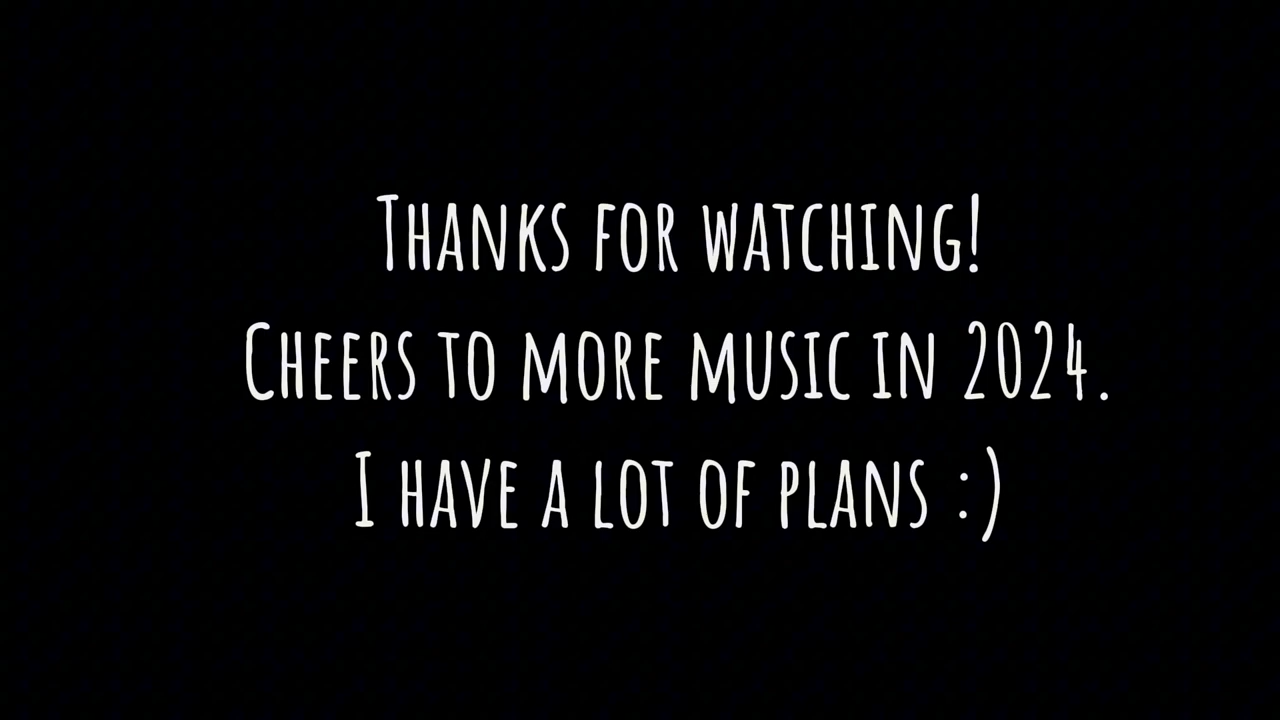 Thanks for watching!
Cheers to more music in 2024.
I have a lot of plans :)